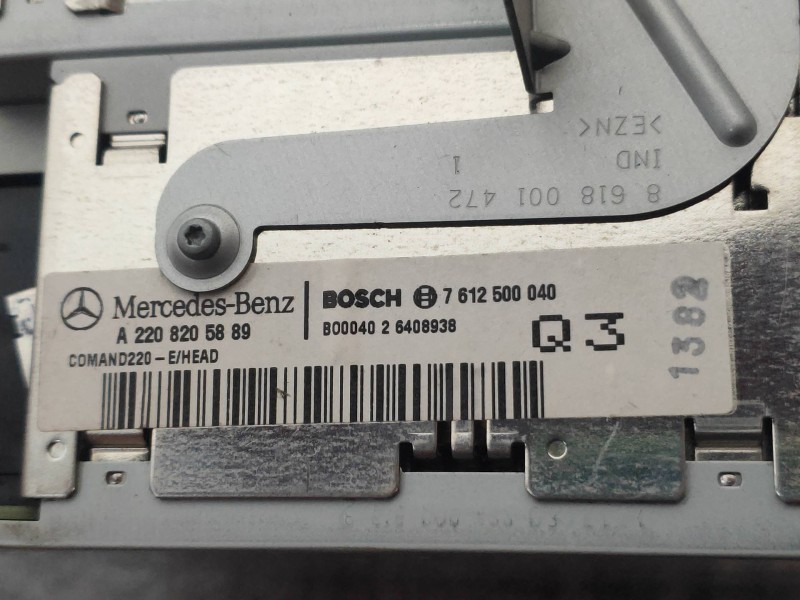 >EZN<
IND
1
8 618 001 472
Mercedes-Benz
A 220 820 58 89
COMAND220-E/HEAD
BOSCH 7 612 500 040
B00040 2 6408938
Q3
1382